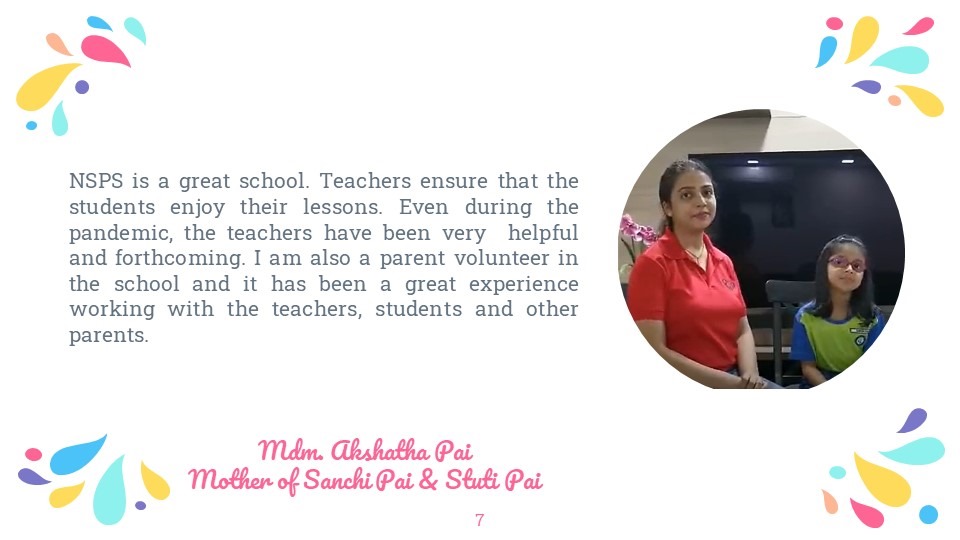 NSPS is a great school. Teachers ensure that the
students enjoy their lessons. Even during the
pandemic, the teachers have been very helpful
and forthcoming. I am also a parent volunteer in
the school and it has been a great experience
working with the teachers, students and other
parents.
Mdm. Akshatha Pai
Mother of Sanchi Pai & Stuti Pai
7